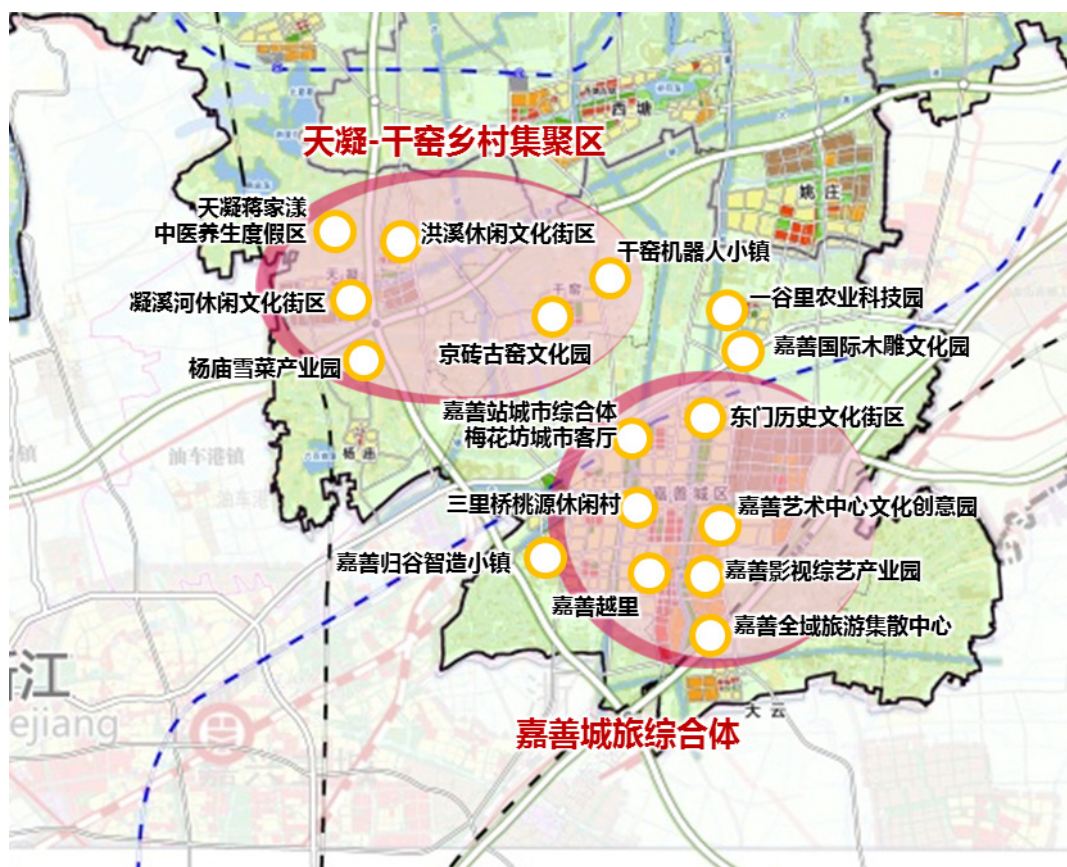 西塘
天凝-干窑乡村集聚区
姚庄
天凝蒋家漾
中医养生度假区
洪溪休闲文化街区
干窑机器人小镇
天凝
干窑
凝溪河休闲文化街区
一谷里农业科技园
京砖古窑文化园
嘉善国际木雕文化园
杨庙雪菜产业园
嘉善站城市综合体
梅花坊城市客厅
东门历史文化街区
杨庙
油车港镇
油车港
嘉善城区
三里桥桃源休闲村
嘉善艺术中心文化创意园
嘉善归谷智造小镇
嘉善影视综艺产业园
嘉善越里
嘉善全域旅游集散中心
江
ejiang
大云
嘉善城旅综合体